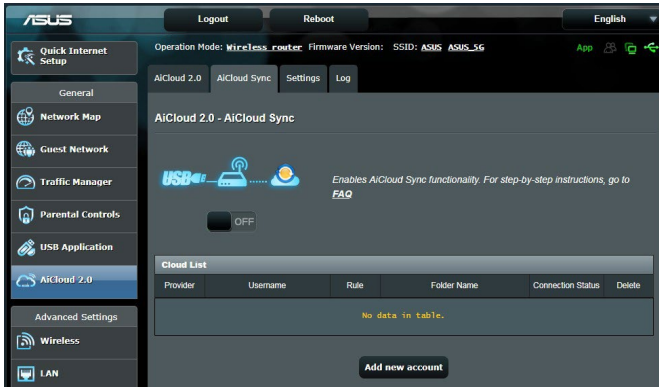 ASUS
Logout
Reboot
English
Quick Internet
Setup
Operation Mode: Wireless router Firmware Version: SSID: ASUS ASUS_5G
App
AiCloud 2.0
AiCloud Sync
Settings
Log
General
Network Map
Guest Network
Traffic Manager
Parental Controls
USB Application
AiCloud 2.0
Advanced Settings
Wireless
LAN
AiCloud 2.0 - AiCloud Sync
USB
Enables AiCloud Sync functionality. For step-by-step instructions, go to
FAQ
OFF
Cloud List
Provider Username Rule Folder Name Connection Status Delete
No data in table.
Add new account